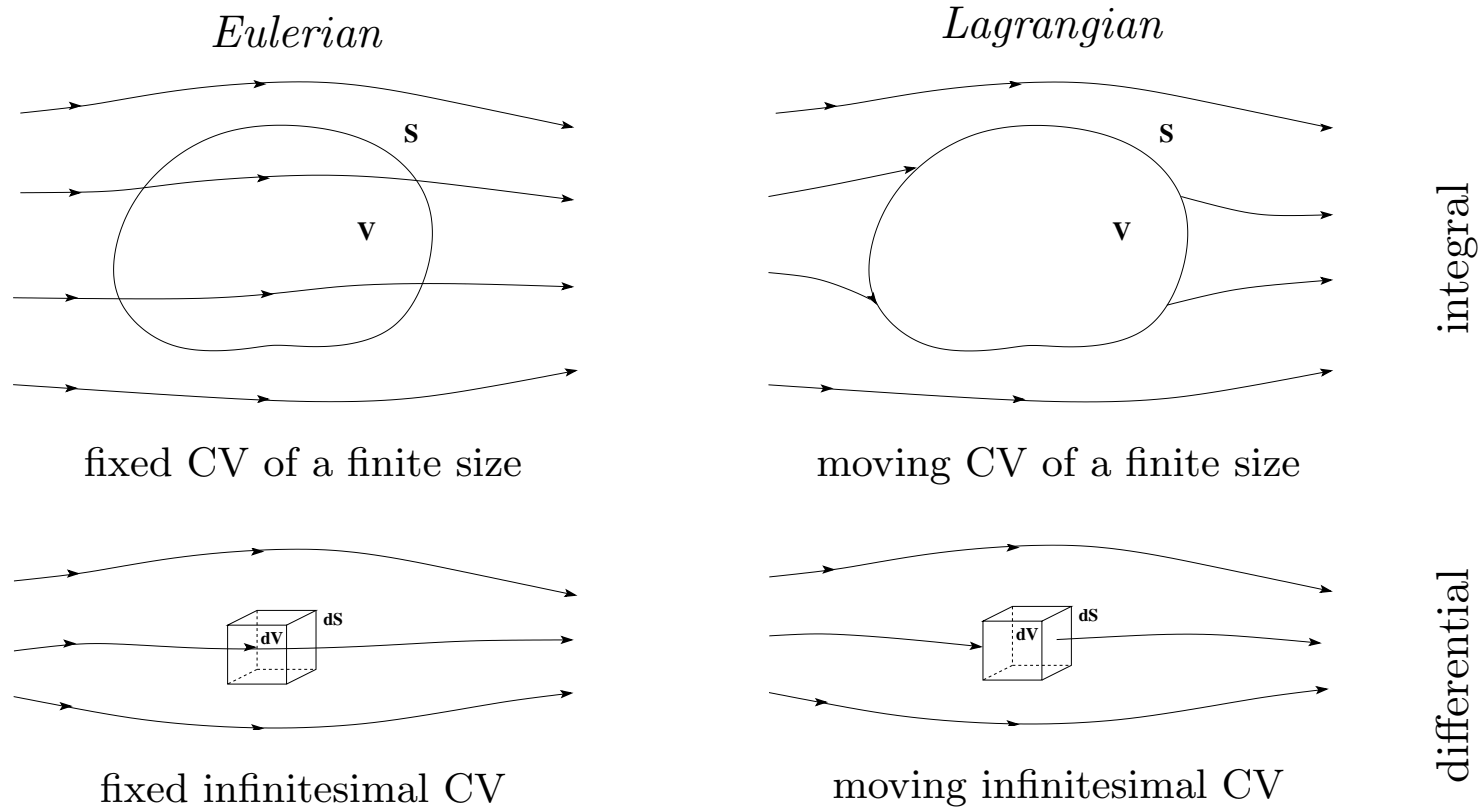 Eulerian
Lagrangian
S
V
S
V
integral
fixed CV of a finite size
moving CV of a finite size
dV
dS
dV
dS
differential
fixed infinitesimal CV
moving infinitesimal CV